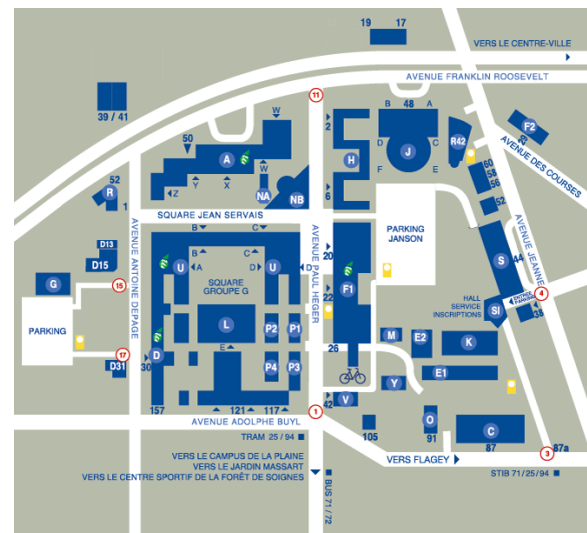 19 17
VERS LE CENTRE-VILLE
AVENUE FRANKLIN ROOSEVELT
39 / 41
11
W
B 48 A
50
2
R42
F2
29
A
D J C
H
AVENUE DES COURSES
W
60
58
56
52
R
Z
Y X
NA
NB
F E
6
52
1
SQUARE JEAN SERVAIS
PARKING
JANSON
B C
D13
D15
B C
20
S
44
AVENUE JEANNE
U A
D U D
G
15
SQUARE
GROUPE G
F1
22
HALL
SERVICE
INSCRIPTIONS
ENTRÉE
PARKING
4
SI
35
AVENUE ANTOINE DEPAGE
AVENUE PAUL HEGER
PARKING
L
P2 P1
M
E2
K
17
D
30
E
26
D31
P4 P3
E1
Y
157
121 117
42
V
1
O
C
AVENUE ADOLPHE BUYL
105
91
87
87a
TRAM 25 / 94
3
VERS LE CAMPUS DE LA PLAINE
VERS LE JARDIN MASSART
VERS LE CENTRE SPORTIF DE LA FORÊT DE SOIGNES
BUS 71 / 72
VERS FLAGEY
STIB 71/25/94